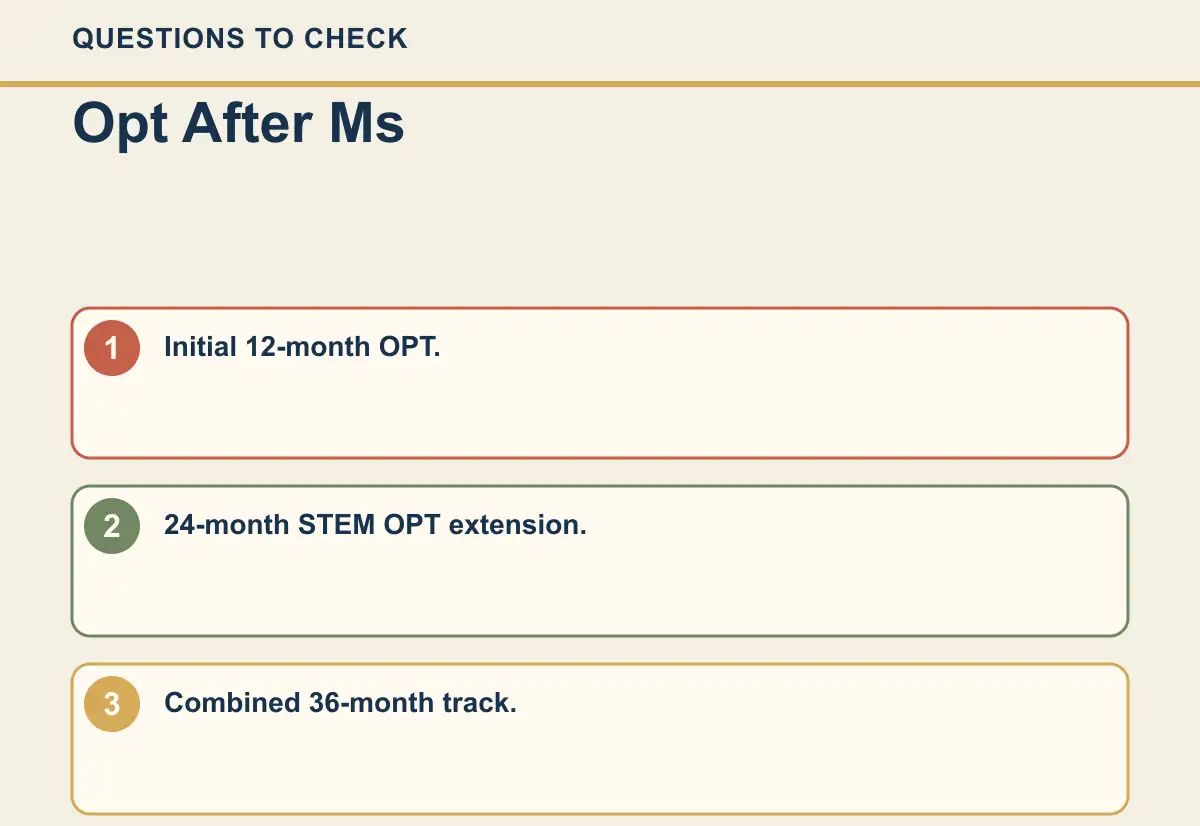 QUESTIONS TO CHECK
Opt After Ms
1 Initial 12-month OPT.
2 24-month STEM OPT extension.
3 Combined 36-month track.